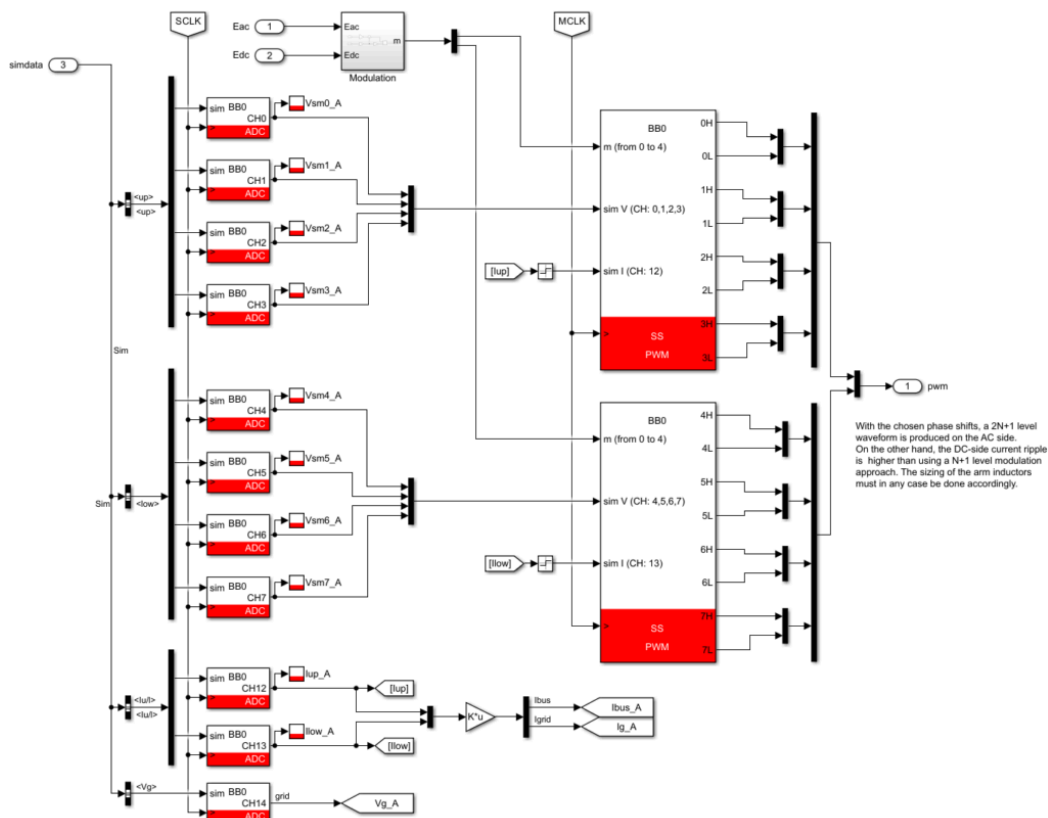 SCLK
MCLK
Eac
1
Eac
m
Edc
2
Edc
Modulation
simdata
3
sim
BB0
CH0
>
ADC
Vsm0_A
sim
BB0
CH1
>
ADC
Vsm1_A
<up>
<up>
sim
BB0
CH2
>
ADC
Vsm2_A
sim
BB0
CH3
>
ADC
Vsm3_A
Sim
BB0
m (from 0 to 4)
sim V (CH: 0,1,2,3)
[Iup]
sim I (CH: 12)
>
SS
PWM
0H
0L
1H
1L
2H
2L
3H
3L
1
pwm
sim
BB0
CH4
>
ADC
Vsm4_A
sim
BB0
CH5
>
ADC
Vsm5_A
Sim
<low>
sim
BB0
CH6
>
ADC
Vsm6_A
sim
BB0
CH7
>
ADC
Vsm7_A
BB0
m (from 0 to 4)
sim V (CH: 4,5,6,7)
[Ilow]
sim I (CH: 13)
>
SS
PWM
4H
4L
5H
5L
6H
6L
7H
7L
With the chosen phase shifts, a 2N+1 level
waveform is produced on the AC side.
On the other hand, the DC-side current ripple
is higher than using a N+1 level modulation
approach. The sizing of the arm inductors
must in any case be done accordingly.
<Iu/l>
<Iu/l>
sim
BB0
CH12
>
ADC
Iup_A
[Iup]
sim
BB0
CH13
>
ADC
Ilow_A
[Ilow]
K*u
Ibus
Ibus_A
Igrid
Ig_A
<Vg>
sim
BB0
CH14
>
ADC
grid
Vg_A